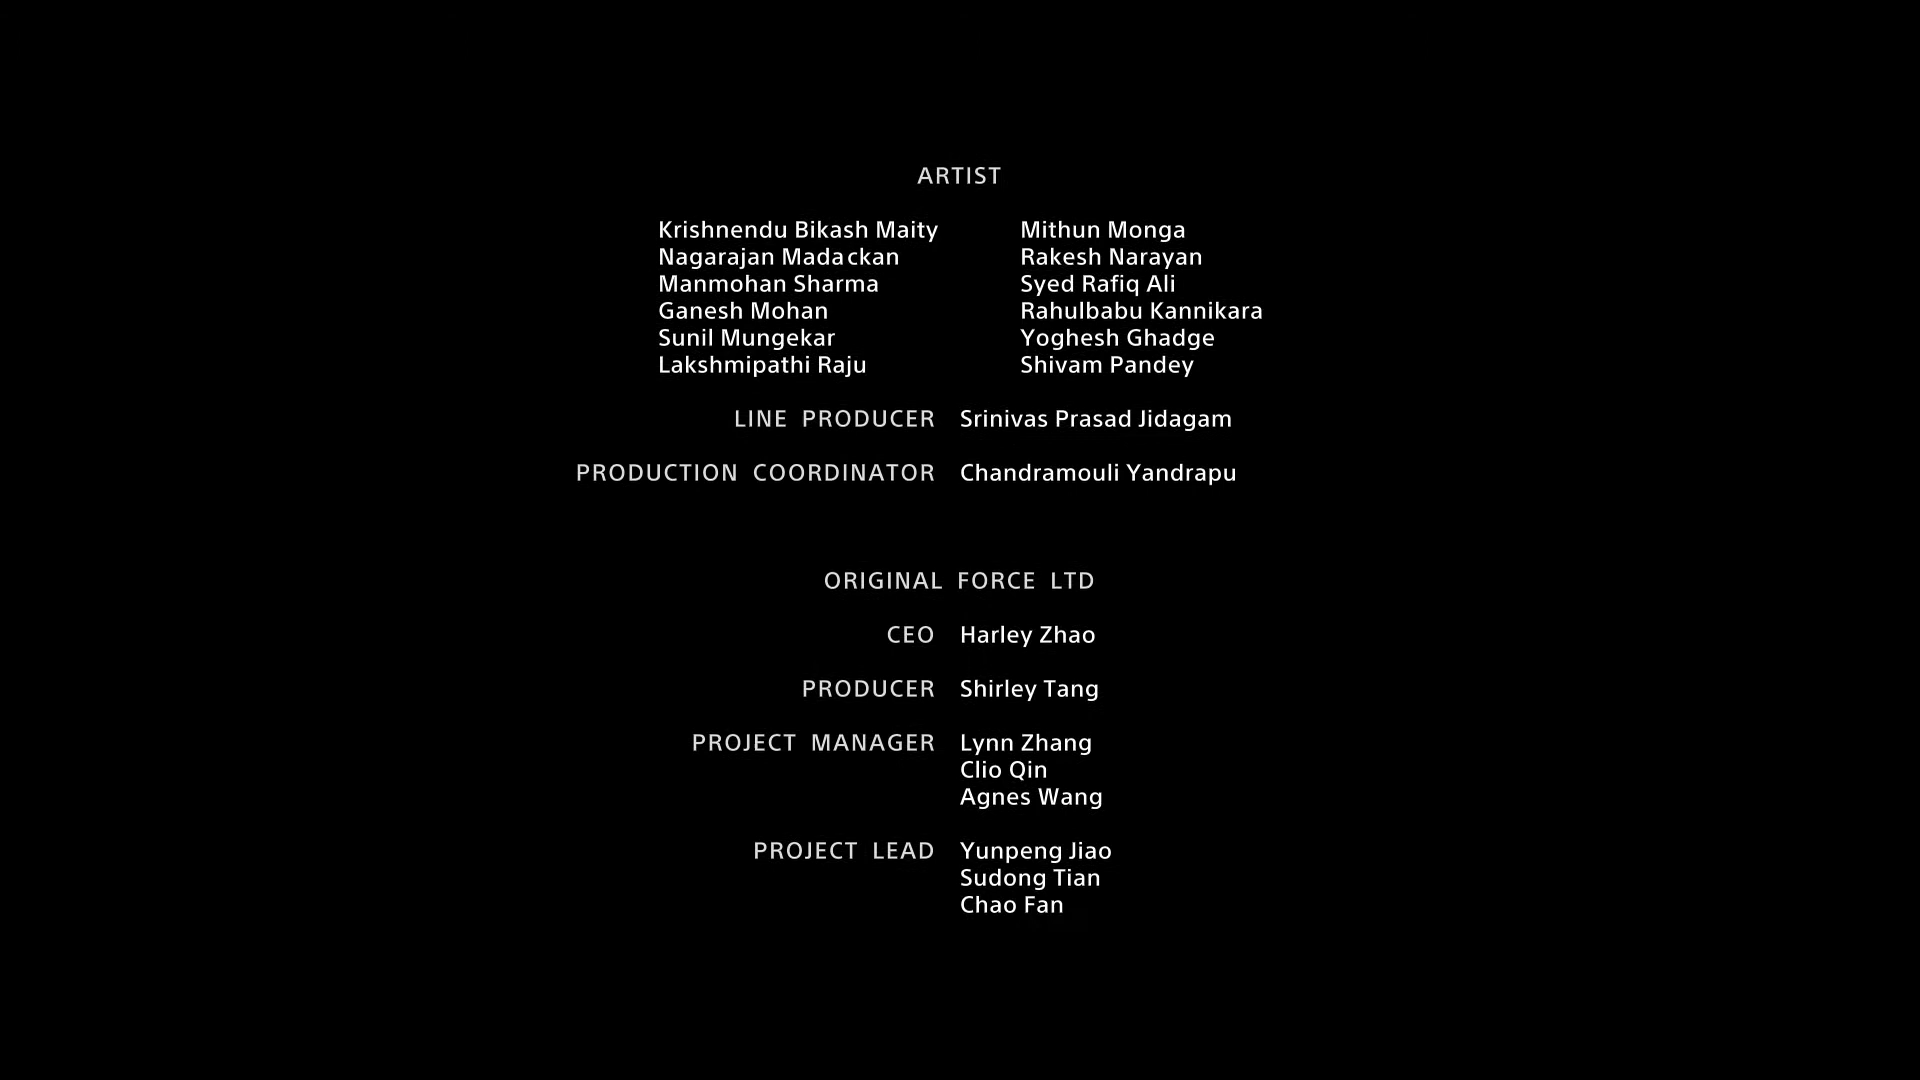 ARTIST
Krishnendu Bikash Maity Mithun Monga
Nagarajan Madackan Rakesh Narayan
Manmohan Sharma Syed Rafiq Ali
Ganesh Mohan Rahulbabu Kannikara
Sunil Mungekar Yoghesh Ghadge
Lakshmipathi Raju Shivam Pandey
LINE PRODUCER Srinivas Prasad Jidagam
PRODUCTION COORDINATOR Chandramouli Yandrapu
ORIGINAL FORCE LTD
CEO Harley Zhao
PRODUCER Shirley Tang
PROJECT MANAGER Lynn Zhang
Clio Qin
Agnes Wang
PROJECT LEAD Yunpeng Jiao
Sudong Tian
Chao Fan